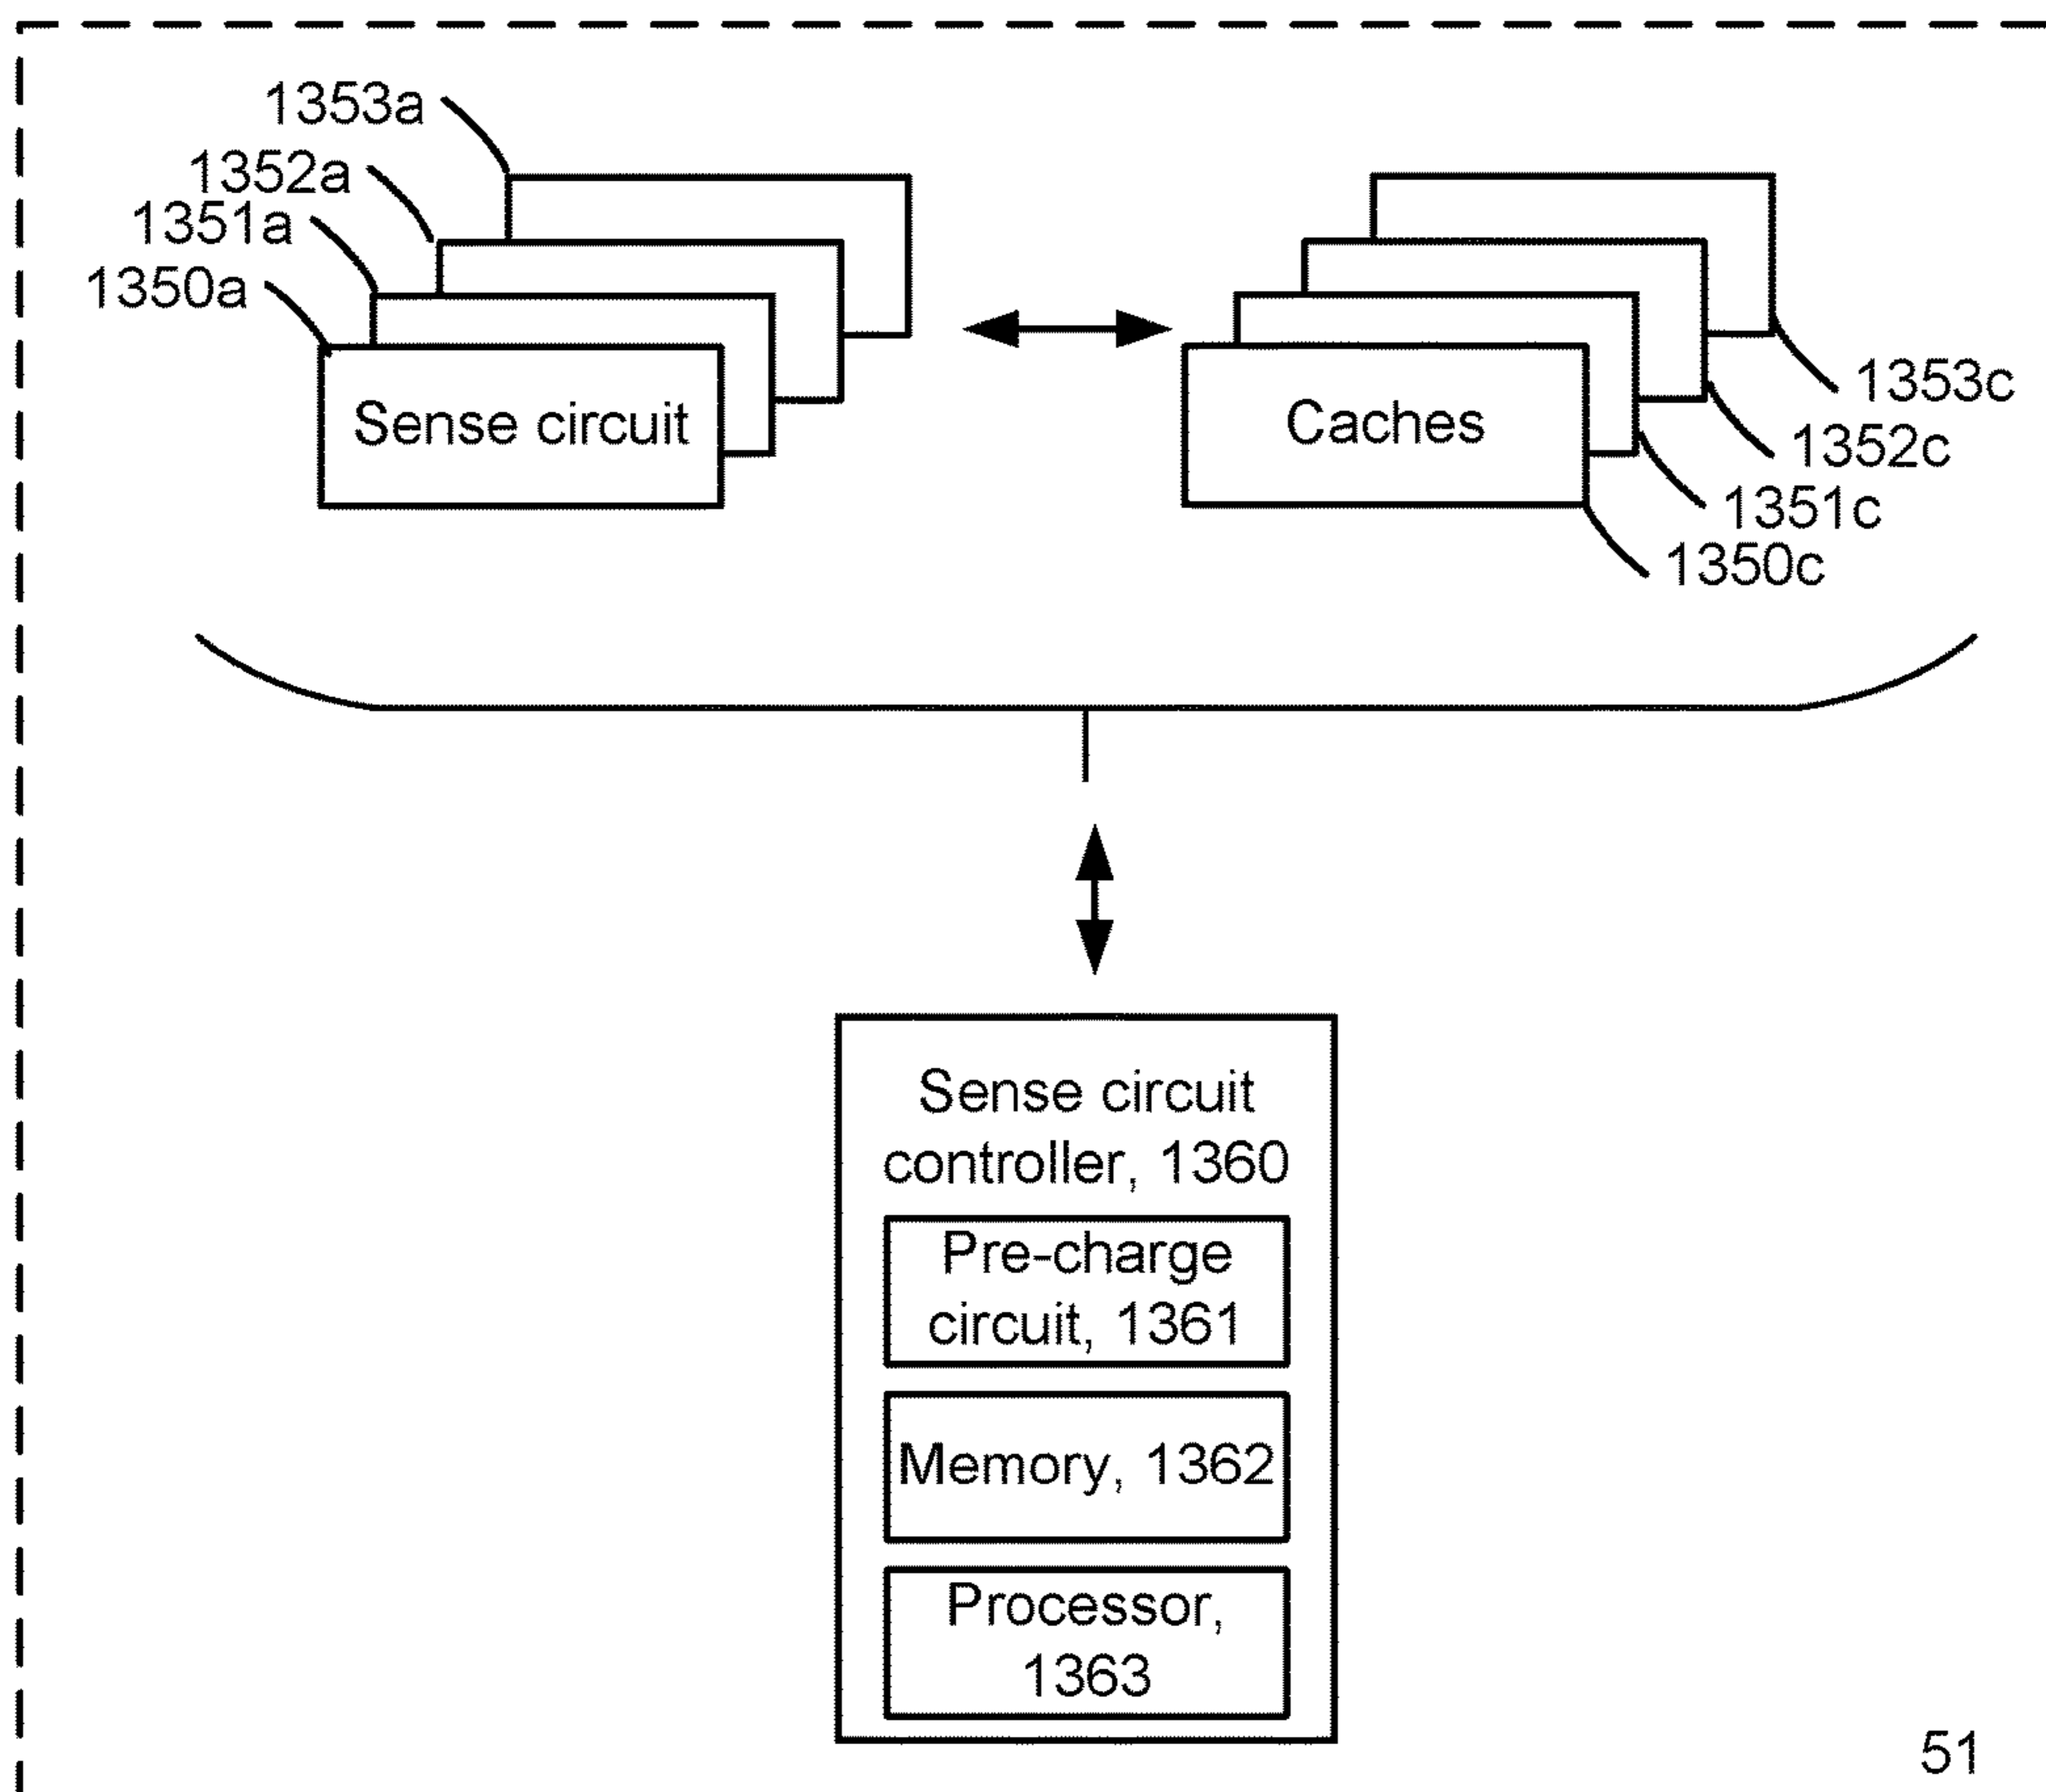 1353a
1352a
1351a
1350a
Sense circuit
Caches
1353c
1352c
1351c
1350c
Sense circuit
controller, 1360
Pre-charge
circuit, 1361
Memory, 1362
Processor,
1363
51